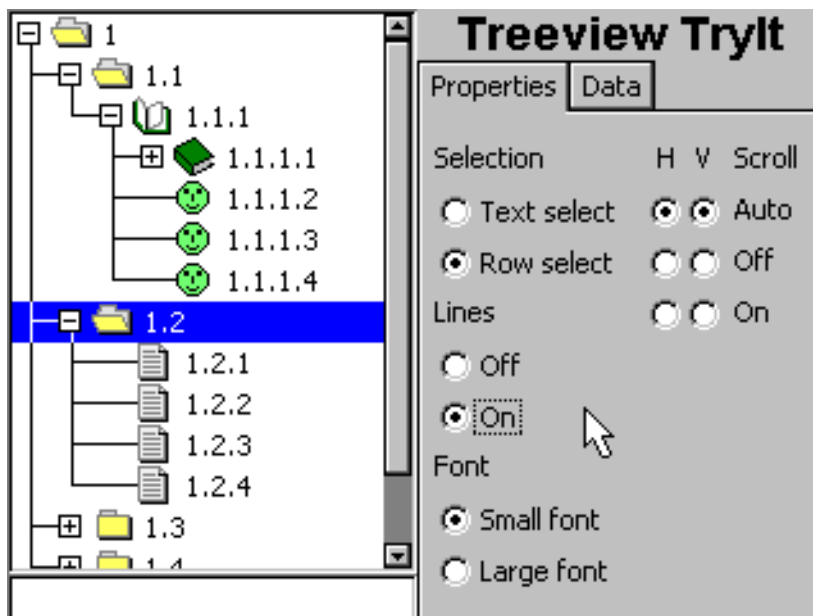 1
1.1
1.1.1
1.1.1.1
1.1.1.2
1.1.1.3
1.1.1.4
1.2
1.2.1
1.2.2
1.2.3
1.2.4
1.3
1.4
Treeview TryIt
Properties Data
Selection H V Scroll
Text select Auto
Row select Off
Lines On
Off
On
Font
Small font
Large font